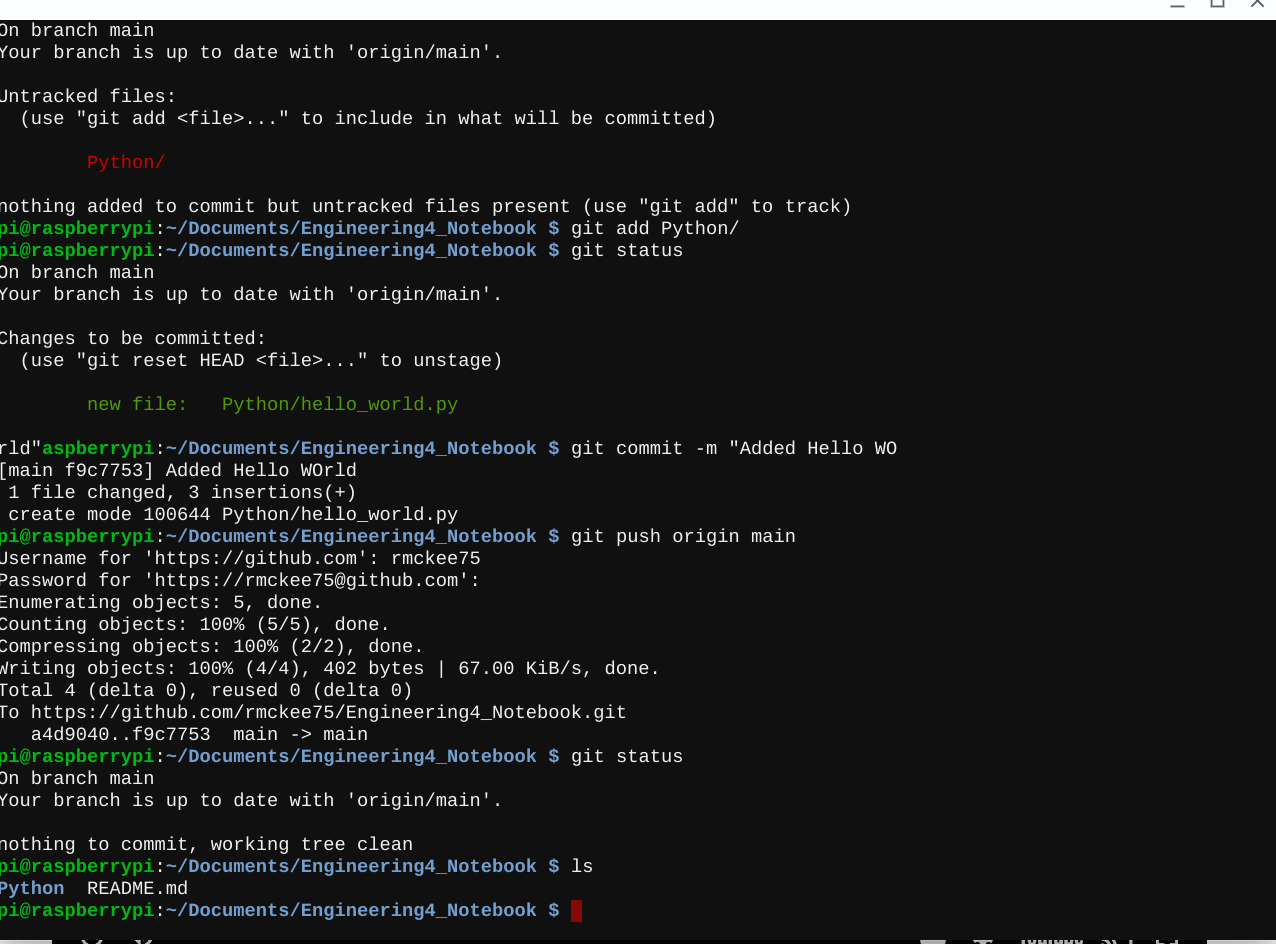 On branch main
Your branch is up to date with 'origin/main'.
Untracked files:
(use "git add <file>..." to include in what will be committed)
Python/
nothing added to commit but untracked files present (use "git add" to track)
pi@raspberrypi:~/Documents/Engineering4_Notebook $ git add Python/
pi@raspberrypi:~/Documents/Engineering4_Notebook $ git status
On branch main
Your branch is up to date with 'origin/main'.
Changes to be committed:
(use "git reset HEAD <file>..." to unstage)
new file:   Python/hello_world.py
rld"aspberrypi:~/Documents/Engineering4_Notebook $ git commit -m "Added Hello WO
[main f9c7753] Added Hello WOrld
1 file changed, 3 insertions(+)
create mode 100644 Python/hello_world.py
pi@raspberrypi:~/Documents/Engineering4_Notebook $ git push origin main
Username for 'https://github.com': rmckee75
Password for 'https://rmckee75@github.com':
Enumerating objects: 5, done.
Counting objects: 100% (5/5), done.
Compressing objects: 100% (2/2), done.
Writing objects: 100% (4/4), 402 bytes | 67.00 KiB/s, done.
Total 4 (delta 0), reused 0 (delta 0)
To https://github.com/rmckee75/Engineering4_Notebook.git
a4d9040..f9c7753  main -> main
pi@raspberrypi:~/Documents/Engineering4_Notebook $ git status
On branch main
Your branch is up to date with 'origin/main'.
nothing to commit, working tree clean
pi@raspberrypi:~/Documents/Engineering4_Notebook $ ls
Python  README.md
pi@raspberrypi:~/Documents/Engineering4_Notebook $